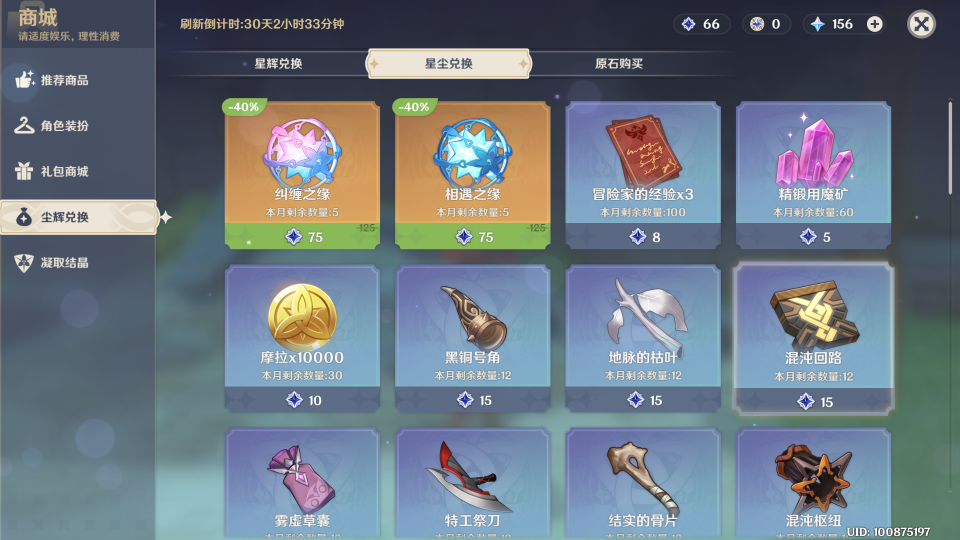 商城
请适度娱乐，理性消费
刷新倒计时:30天2小时33分钟
66
0
156
推荐商品
角色装扮
礼包商城
尘辉兑换
凝取结晶
星辉兑换
星尘兑换
原石购买
-40%
纠缠之缘
本月剩余数量:5
75
125
-40%
相遇之缘
本月剩余数量:5
75
125
冒险家的经验x3
本月剩余数量:100
8
精锻用魔矿
本月剩余数量:60
5
摩拉x10000
本月剩余数量:30
10
黑铜号角
本月剩余数量:12
15
地脉的枯叶
本月剩余数量:12
15
混沌回路
本月剩余数量:12
15
雾虚草囊
特工祭刀
结实的骨片
混沌枢纽
UID: 100875197